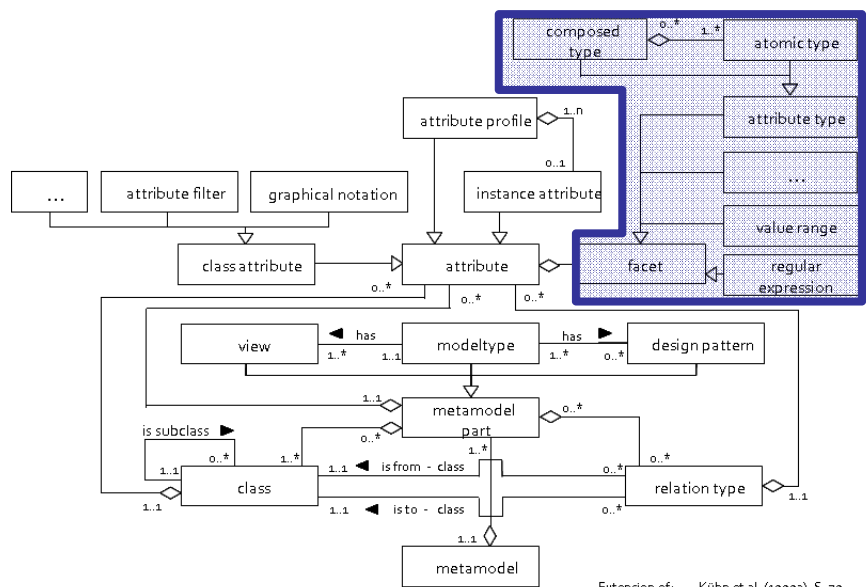 composed type
0..*
1..*
atomic type
attribute type
...
value range
regular expression
facet
attribute profile
1..n
0..1
...
attribute filter
graphical notation
instance attribute
class attribute
attribute
0..*
0..*
0..*
view
◀ has
1..*
1..1
modeltype
has ▶
1..*
0..*
design pattern
1..1
metamodel part
0..*
0..*
is subclass ▶
1..1
0..*
1..*
1..*
0..*
class
1..1
1..1
◀ is from - class
0..*
1..1
◀ is to - class
0..*
relation type
1..1
1..1
metamodel
Extension of: